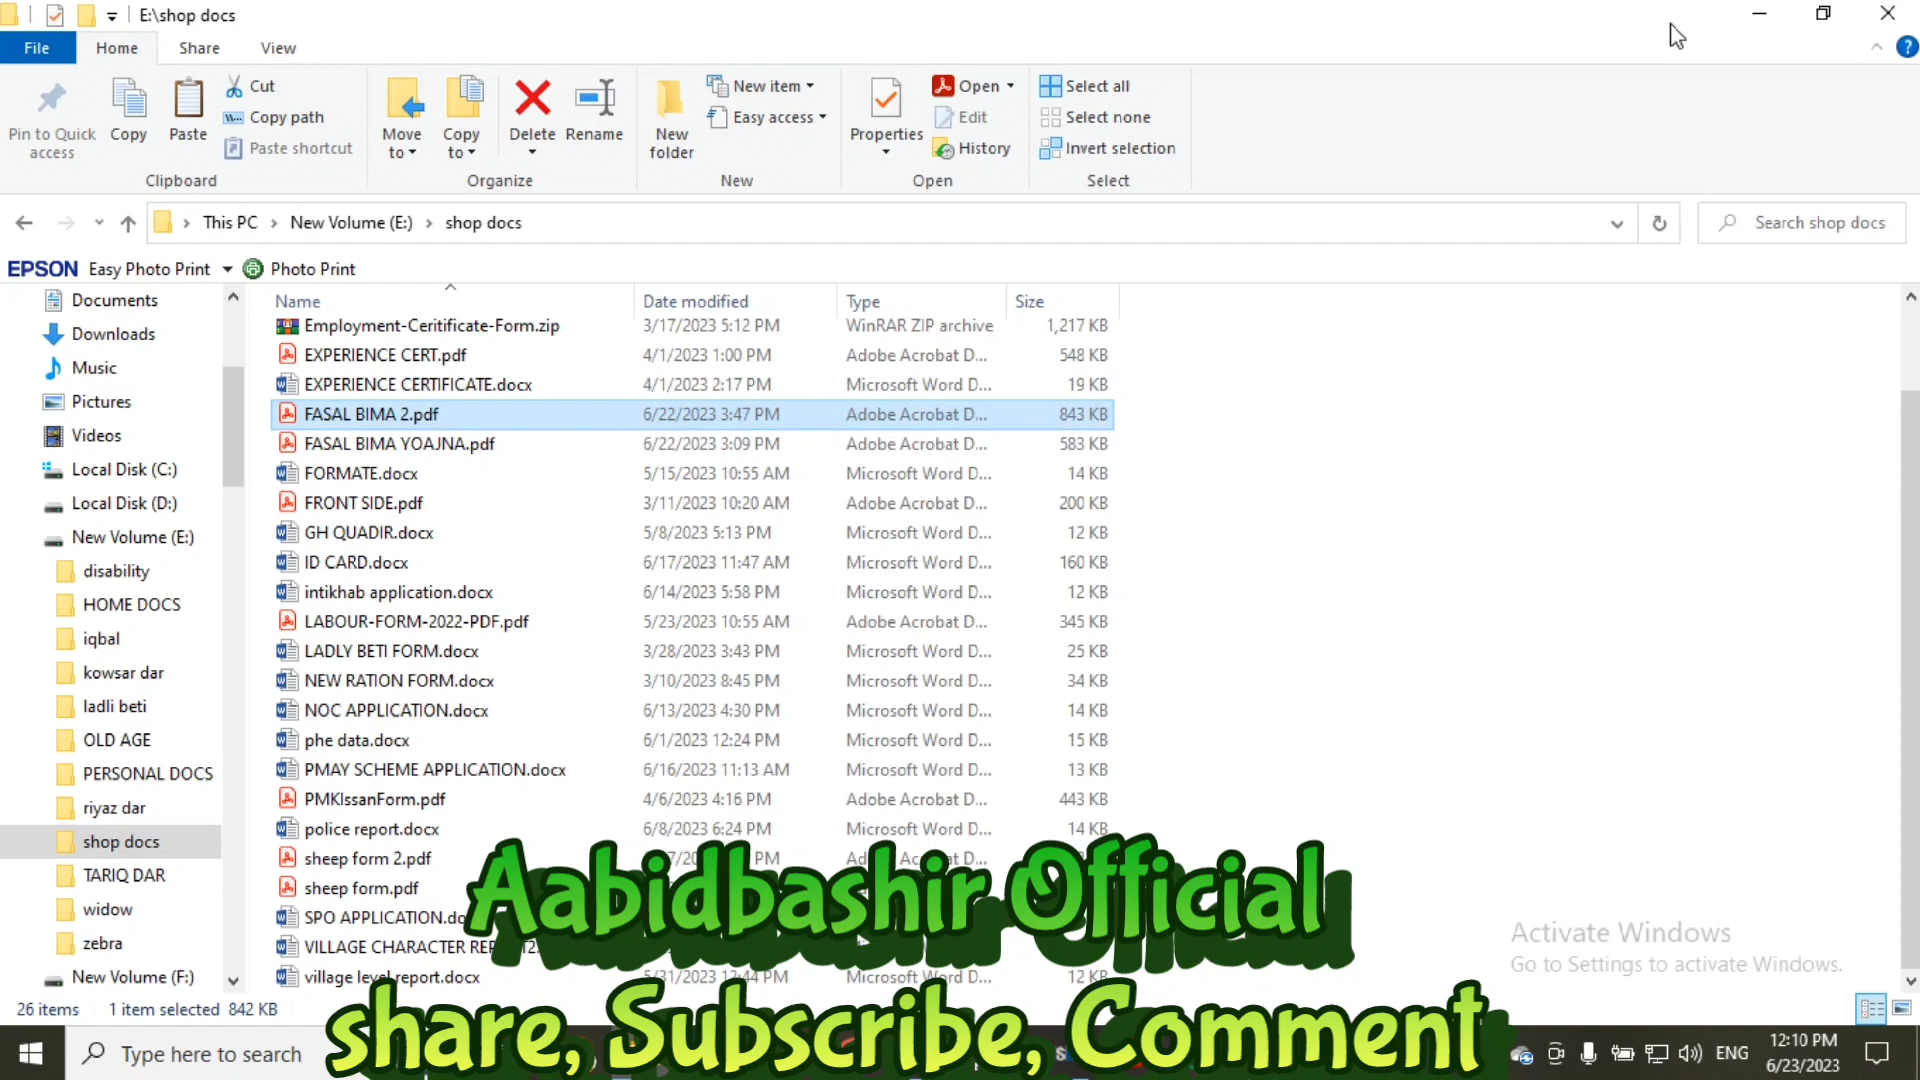 E:\shop docs
File Home Share View
Pin to Quick access
Copy
Paste
Cut
Copy path
Paste shortcut
Clipboard
Move to
Copy to
Delete
Rename
Organize
New folder
New item
Easy access
New
Properties
Open
Edit
History
Open
Select all
Select none
Invert selection
Select
This PC New Volume (E:) shop docs
Search shop docs
EPSON Easy Photo Print Photo Print
Documents
Downloads
Music
Pictures
Videos
Local Disk (C:)
Local Disk (D:)
New Volume (E:)
disability
HOME DOCS
iqbal
kowsar dar
ladli beti
OLD AGE
PERSONAL DOCS
riyaz dar
shop docs
TARIQ DAR
widow
zebra
New Volume (F:)
Name Date modified Type Size
Employment-Ceritificate-Form.zip 3/17/2023 5:12 PM WinRAR ZIP archive 1,217 KB
EXPERIENCE CERT.pdf 4/1/2023 1:00 PM Adobe Acrobat D... 548 KB
EXPERIENCE CERTIFICATE.docx 4/1/2023 2:17 PM Microsoft Word D... 19 KB
FASAL BIMA 2.pdf 6/22/2023 3:47 PM Adobe Acrobat D... 843 KB
FASAL BIMA YOAJNA.pdf 6/22/2023 3:09 PM Adobe Acrobat D... 583 KB
FORMATE.docx 5/15/2023 10:55 AM Microsoft Word D... 14 KB
FRONT SIDE.pdf 3/11/2023 10:20 AM Adobe Acrobat D... 200 KB
GH QUADIR.docx 5/8/2023 5:13 PM Microsoft Word D... 12 KB
ID CARD.docx 6/17/2023 11:47 AM Microsoft Word D... 160 KB
intikhab application.docx 6/14/2023 5:58 PM Microsoft Word D... 12 KB
LABOUR-FORM-2022-PDF.pdf 5/23/2023 10:55 AM Adobe Acrobat D... 345 KB
LADLY BETI FORM.docx 3/28/2023 3:43 PM Microsoft Word D... 25 KB
NEW RATION FORM.docx 3/10/2023 8:45 PM Microsoft Word D... 34 KB
NOC APPLICATION.docx 6/13/2023 4:30 PM Microsoft Word D... 14 KB
phe data.docx 6/1/2023 12:24 PM Microsoft Word D... 15 KB
PMAY SCHEME APPLICATION.docx 6/16/2023 11:13 AM Microsoft Word D... 13 KB
PMKIssanForm.pdf 4/6/2023 4:16 PM Adobe Acrobat D... 443 KB
police report.docx 6/8/2023 6:24 PM Microsoft Word D... 14 KB
sheep form 2.pdf PM
sheep form.pdf
SPO APPLICATION
VILLAGE CHARACTER
village level report.docx 5/31/2023 12:44 PM Microsoft Word D... 12 KB
Aabidbashir Official
share, Subscribe, Comment
Activate Windows
Go to Settings to activate Windows.
26 items 1 item selected 842 KB
Type here to search
ENG
12:10 PM
6/23/2023